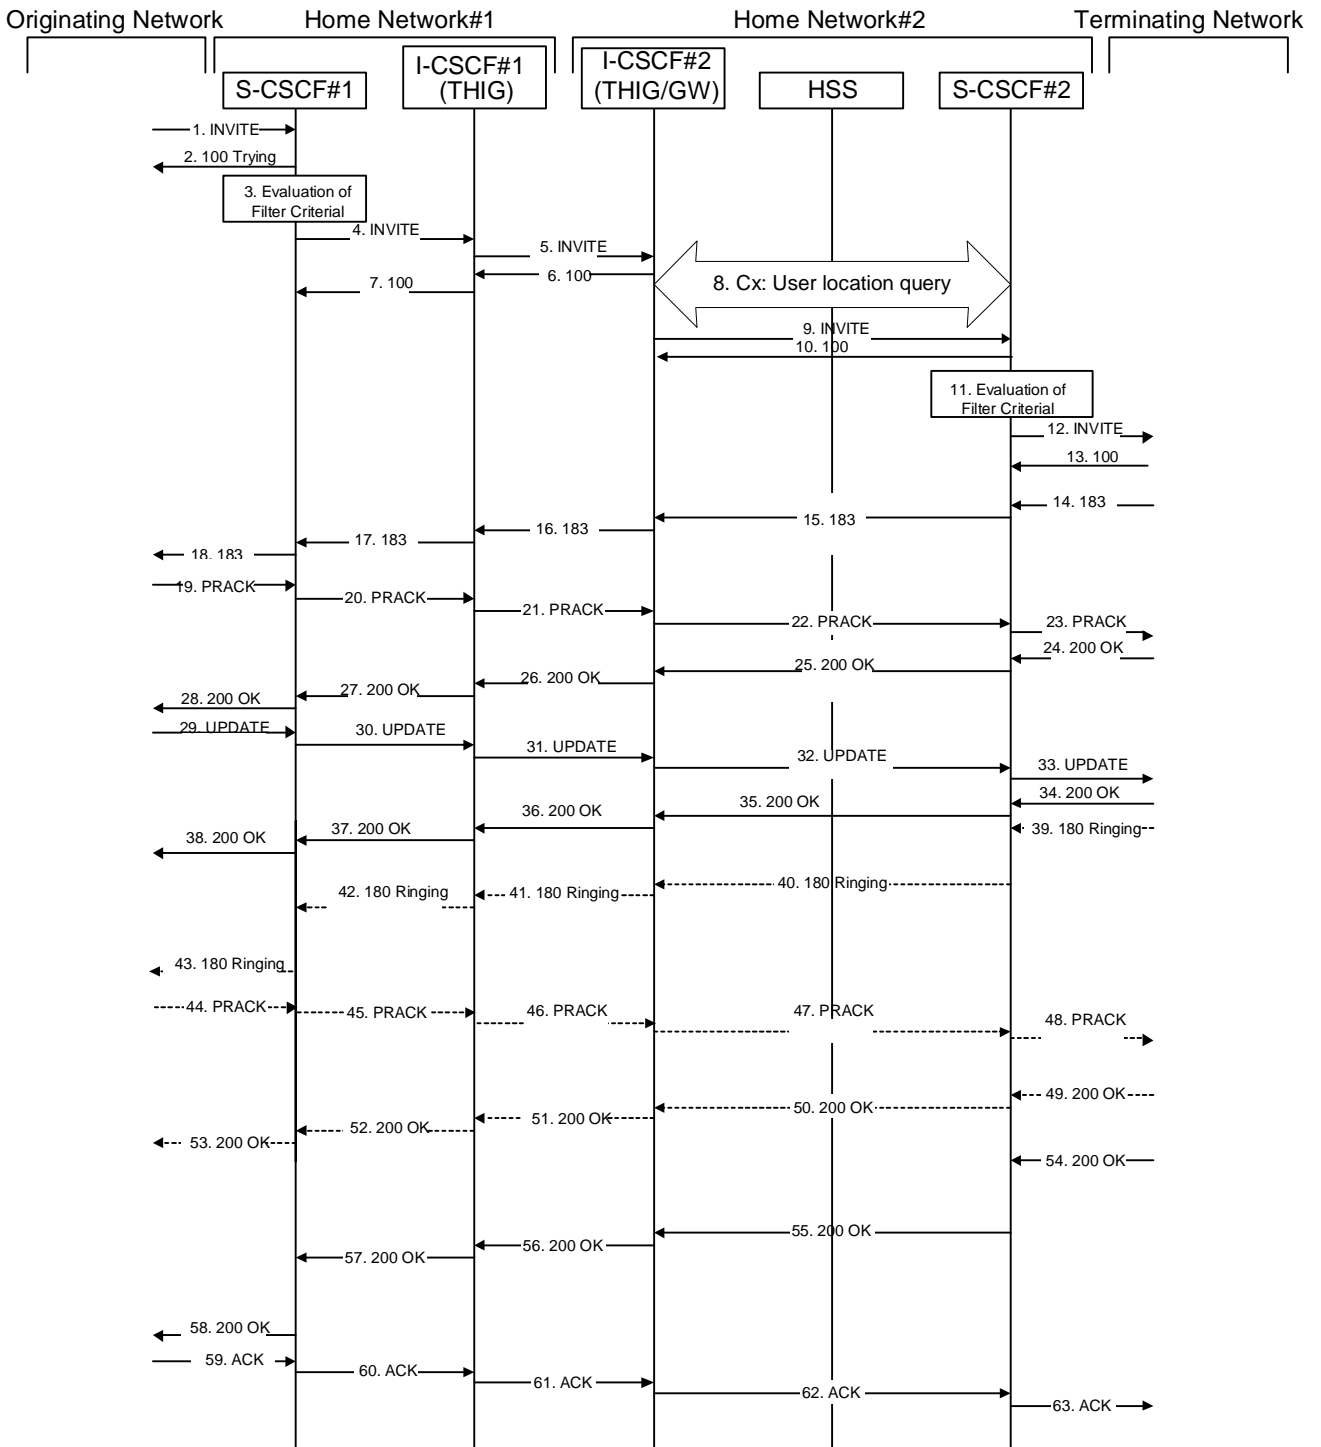 Originating Network
Home Network#1
Home Network#2
Terminating Network
S-CSCF#1
I-CSCF#1
(THIG)
I-CSCF#2
(THIG/GW)
HSS
S-CSCF#2
1. INVITE
2. 100 Trying
3. Evaluation of
Filter Criterial
4. INVITE
5. INVITE
6. 100
7. 100
8. Cx: User location query
9. INVITE
10. 100
11. Evaluation of
Filter Criterial
12. INVITE
13. 100
14. 183
15. 183
16. 183
17. 183
18. 183
19. PRACK
20. PRACK
21. PRACK
22. PRACK
23. PRACK
24. 200 OK
25. 200 OK
26. 200 OK
27. 200 OK
28. 200 OK
29. UPDATE
30. UPDATE
31. UPDATE
32. UPDATE
33. UPDATE
34. 200 OK
35. 200 OK
36. 200 OK
37. 200 OK
38. 200 OK
39. 180 Ringing
40. 180 Ringing
41. 180 Ringing
42. 180 Ringing
43. 180 Ringing
44. PRACK
45. PRACK
46. PRACK
47. PRACK
48. PRACK
49. 200 OK
50. 200 OK
51. 200 OK
52. 200 OK
53. 200 OK
54. 200 OK
55. 200 OK
56. 200 OK
57. 200 OK
58. 200 OK
59. ACK
60. ACK
61. ACK
62. ACK
63. ACK